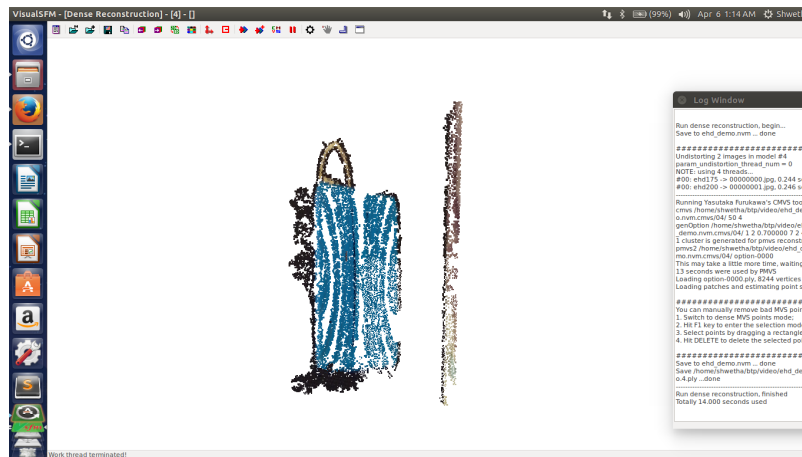 VisualSFM - [Dense Reconstruction] - [4] - []
(99%) Apr 6 1:14 AM Shweth
Log Window
Run dense reconstruction, begin...
Save to ehd_demo.nvm ... done
##########################
Undistorting 2 images in model #4
param_undistortion_thread_num = 0
NOTE: using 4 threads...
#00: ehd175 -> 00000000.jpg, 0.244 s
#00: ehd200 -> 00000001.jpg, 0.246 s
Running Yasutaka Furukawa's CMVS too
cmvs /home/shwetha/btp/video/ehd_de
o.nvm.cmvs/04/ 50 4
genOption /home/shwetha/btp/video/e
_demo.nvm.cmvs/04/ 1 2 0.700000 7 2
1 cluster is generated for pmvs reconst
pmvs2 /home/shwetha/btp/video/ehd_
mo.nvm.cmvs/04/ option-0000
This may take a little more time, waiting
13 seconds were used by PMVS
Loading option-0000.ply, 8244 vertices
Loading patches and estimating point s
##########################
You can manually remove bad MVS poin
1. Switch to dense MVS points mode;
2. Hit F1 key to enter the selection mod
3. Select points by dragging a rectangle
4. Hit DELETE to delete the selected poi
##########################
Save to ehd_demo.nvm ... done
Save /home/shwetha/btp/video/ehd_de
o.4.ply ...done
Run dense reconstruction, finished
Totally 14.000 seconds used
Work thread terminated!